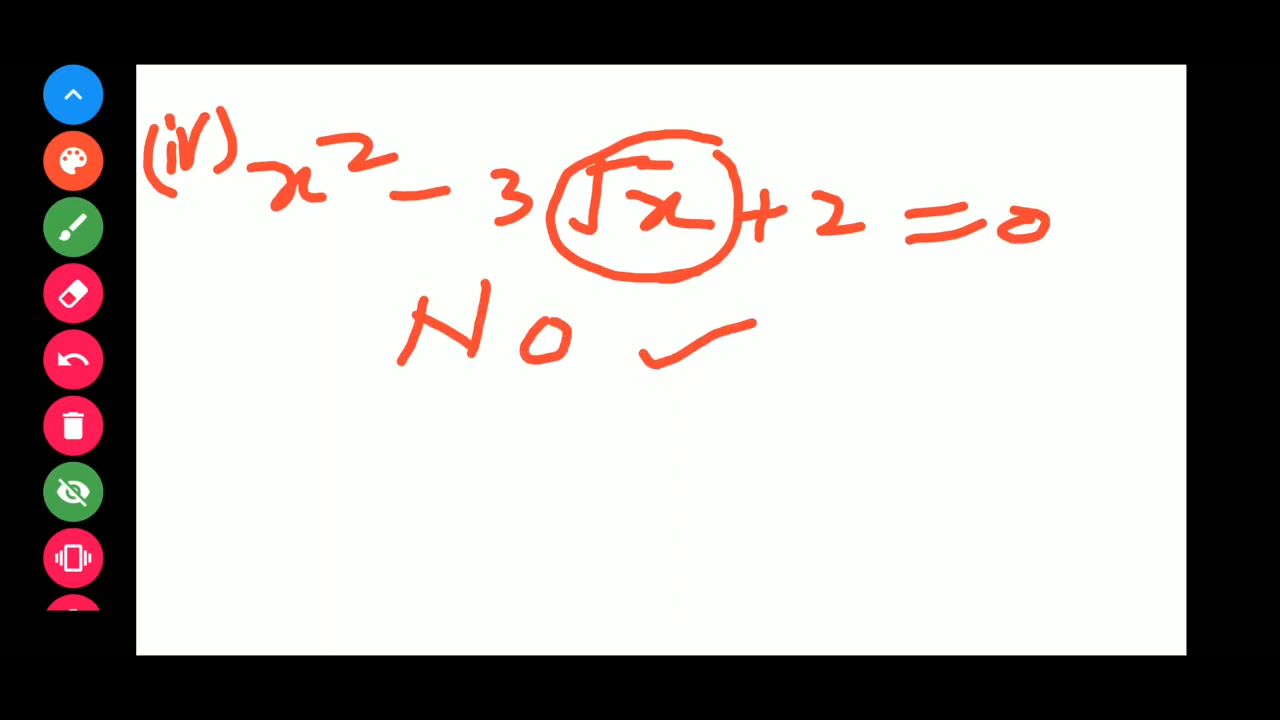 (iv) x² - 3√x + 2 = 0
No ✓